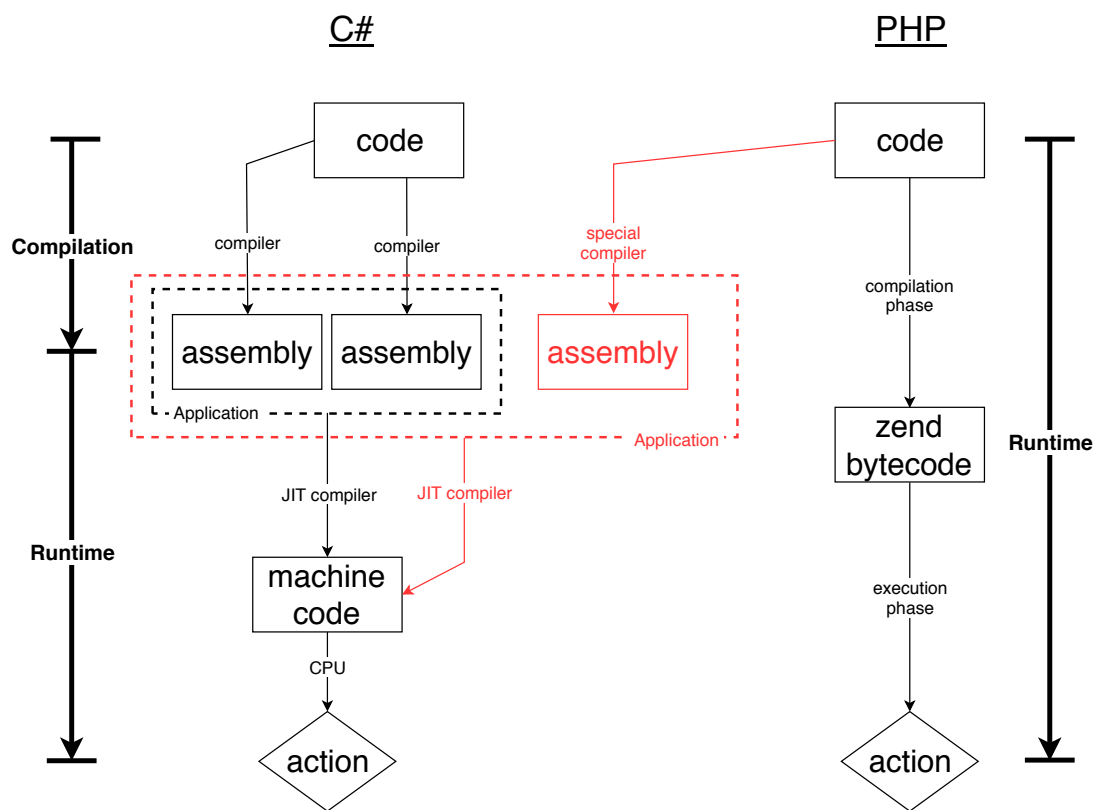 C#
PHP
code
code
Compilation
compiler
compiler
special
compiler
compilation
phase
assembly
assembly
assembly
Application
Application
zend
bytecode
Runtime
JIT compiler
JIT compiler
Runtime
machine
code
execution
phase
CPU
action
action